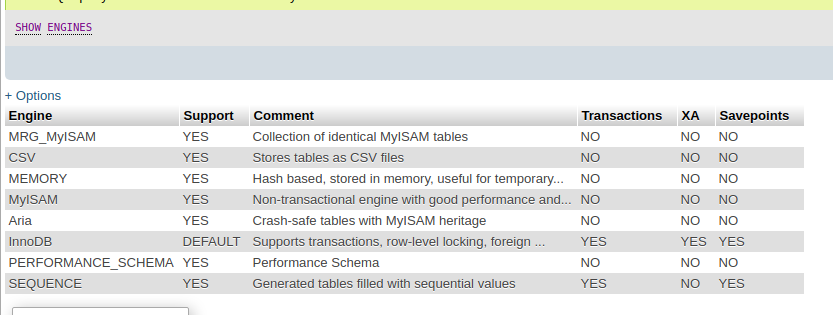 SHOW ENGINES
+ Options
Engine Support Comment Transactions XA Savepoints
MRG_MyISAM YES Collection of identical MyISAM tables NO NO NO
CSV YES Stores tables as CSV files NO NO NO
MEMORY YES Hash based, stored in memory, useful for temporary... NO NO NO
MyISAM YES Non-transactional engine with good performance and... NO NO NO
Aria YES Crash-safe tables with MyISAM heritage NO NO NO
InnoDB DEFAULT Supports transactions, row-level locking, foreign ... YES YES YES
PERFORMANCE_SCHEMA YES Performance Schema NO NO NO
SEQUENCE YES Generated tables filled with sequential values YES NO YES